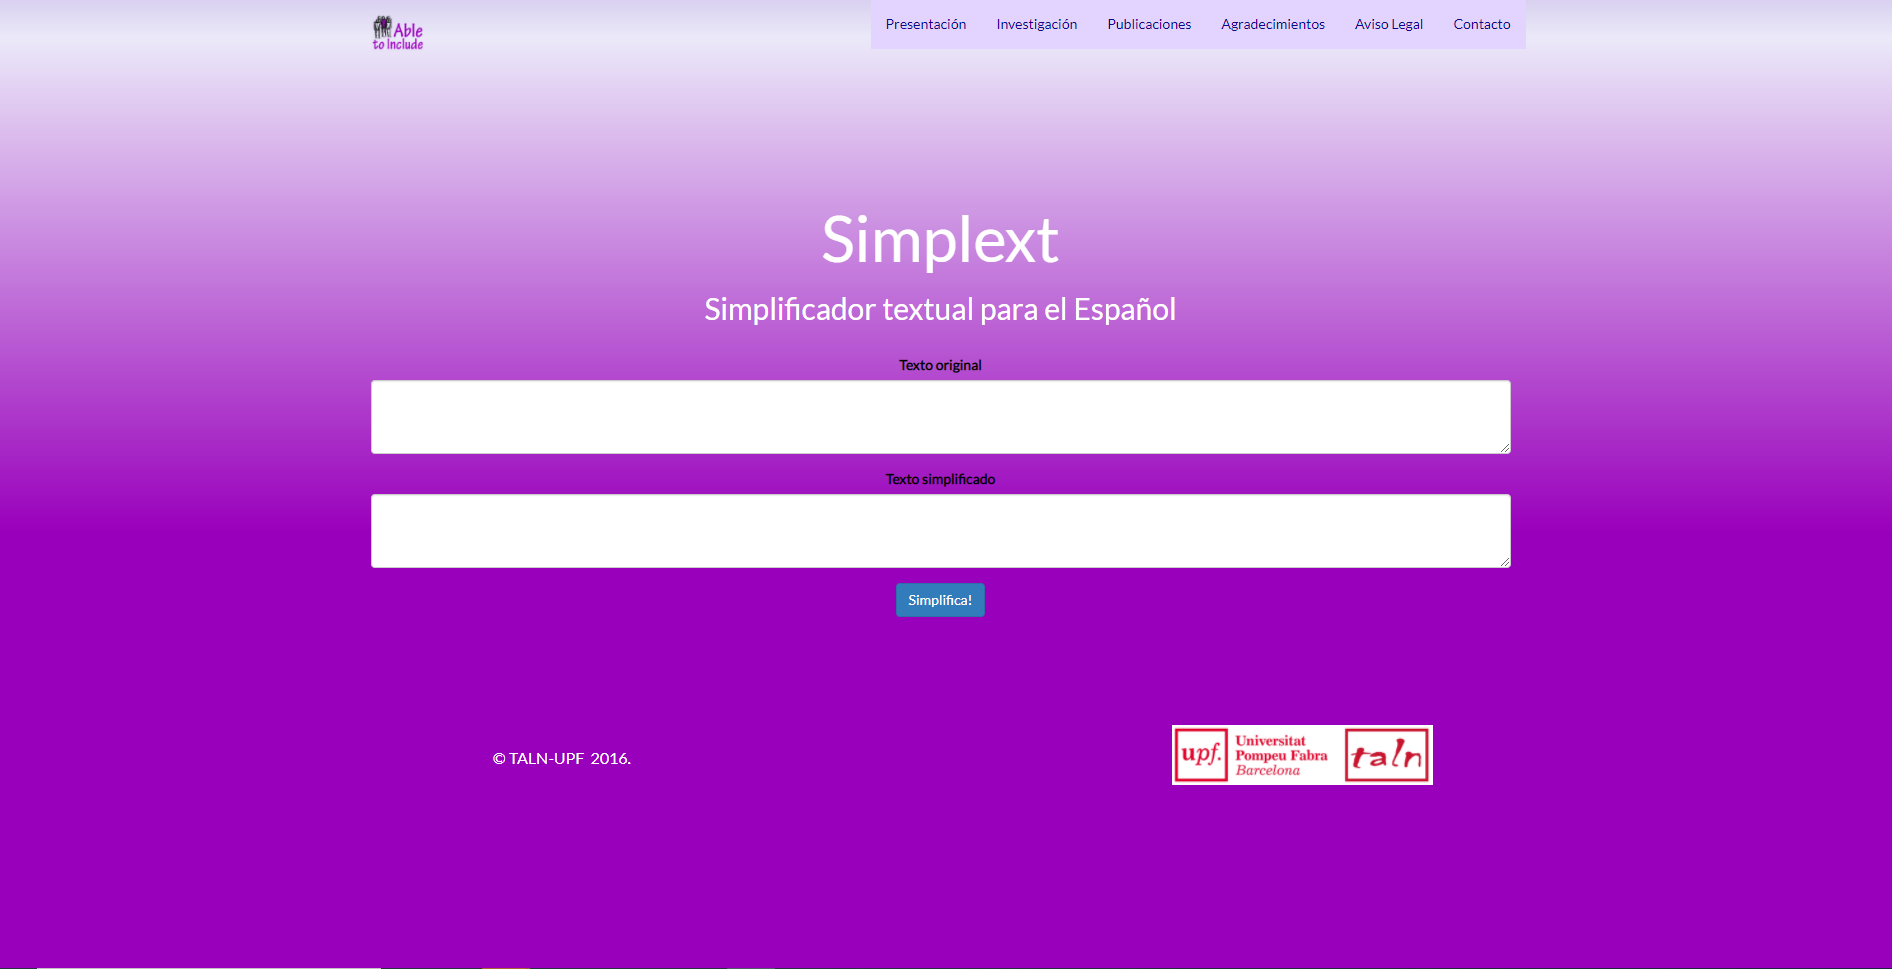 Able
to Include
Presentación
Investigación
Publicaciones
Agradecimientos
Aviso Legal
Contacto
Simplext
Simplificador textual para el Español
Texto original
Texto simplificado
Simplifica!
© TALN-UPF 2016.
upf.
Universitat
Pompeu Fabra
Barcelona
taln